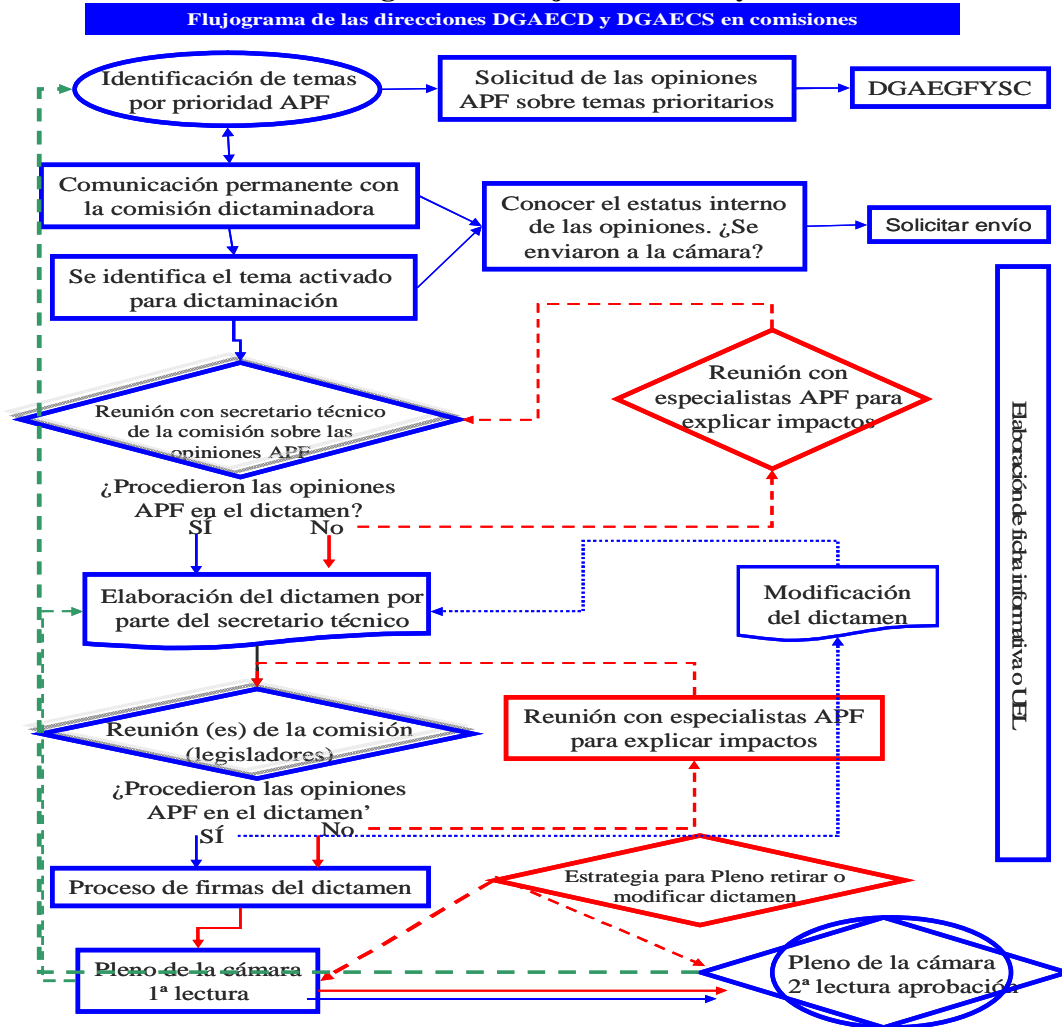 Flujograma de las direcciones DGAECD y DGAECS en comisiones
Identificación de temas
por prioridad APF
Solicitud de las opiniones
APF sobre temas prioritarios
DGAEGFYSC
Comunicación permanente con
la comisión dictaminadora
Conocer el estatus interno
de las opiniones. ¿Se
enviaron a la cámara?
Solicitar envío
Se identifica el tema activado
para dictaminación
Reunión con
especialistas APF para
explicar impactos
Reunión con secretario técnico
de la comisión sobre las
opiniones APF
¿Procedieron las opiniones
APF en el dictamen?
SÍ No
Elaboración del dictamen por
parte del secretario técnico
Modificación
del dictamen
Elaboración de ficha informativa o UEL
Reunión (es) de la comisión
(legisladores)
Reunión con especialistas APF
para explicar impactos
¿Procedieron las opiniones
APF en el dictamen’
SÍ No
Proceso de firmas del dictamen
Estrategia para Pleno retirar o
modificar dictamen
Pleno de la cámara
1ª lectura
Pleno de la cámara
2ª lectura aprobación